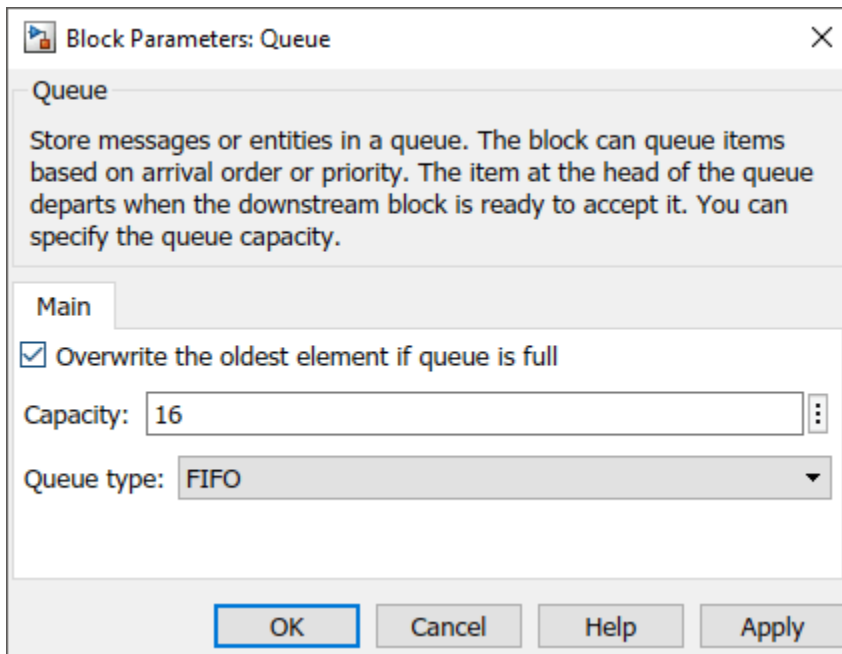 Block Parameters: Queue
Queue
Store messages or entities in a queue. The block can queue items
based on arrival order or priority. The item at the head of the queue
departs when the downstream block is ready to accept it. You can
specify the queue capacity.
Main
Overwrite the oldest element if queue is full
Capacity: 16
Queue type: FIFO
OK Cancel Help Apply